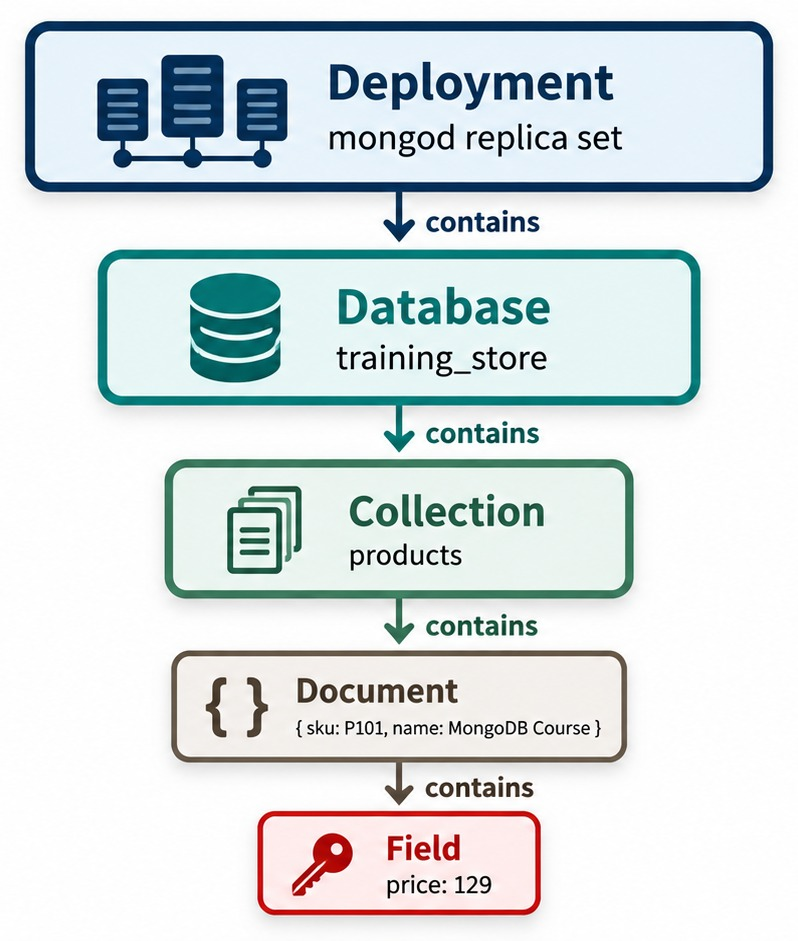 Deployment
mongod replica set
contains
Database
training_store
contains
Collection
products
contains
{ } Document
{ sku: P101, name: MongoDB Course }
contains
Field
price: 129